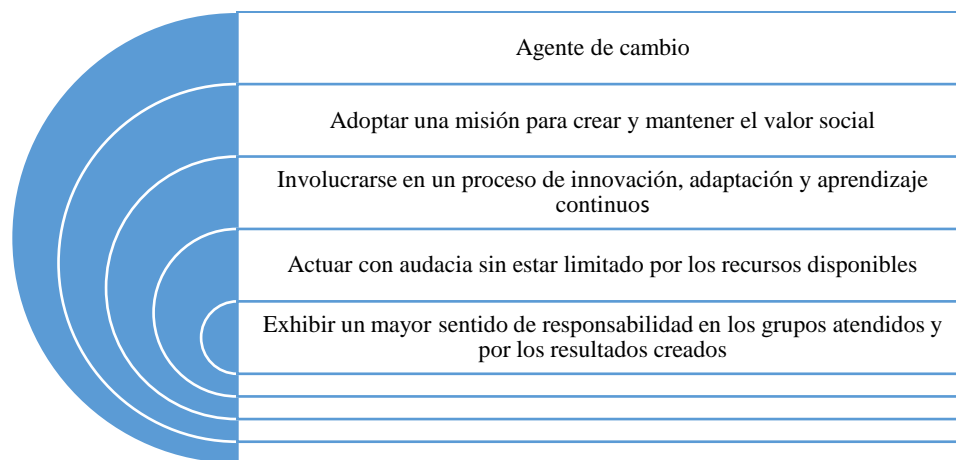 Agente de cambio
Adoptar una misión para crear y mantener el valor social
Involucrarse en un proceso de innovación, adaptación y aprendizaje
continuos
Actuar con audacia sin estar limitado por los recursos disponibles
Exhibir un mayor sentido de responsabilidad en los grupos atendidos y
por los resultados creados